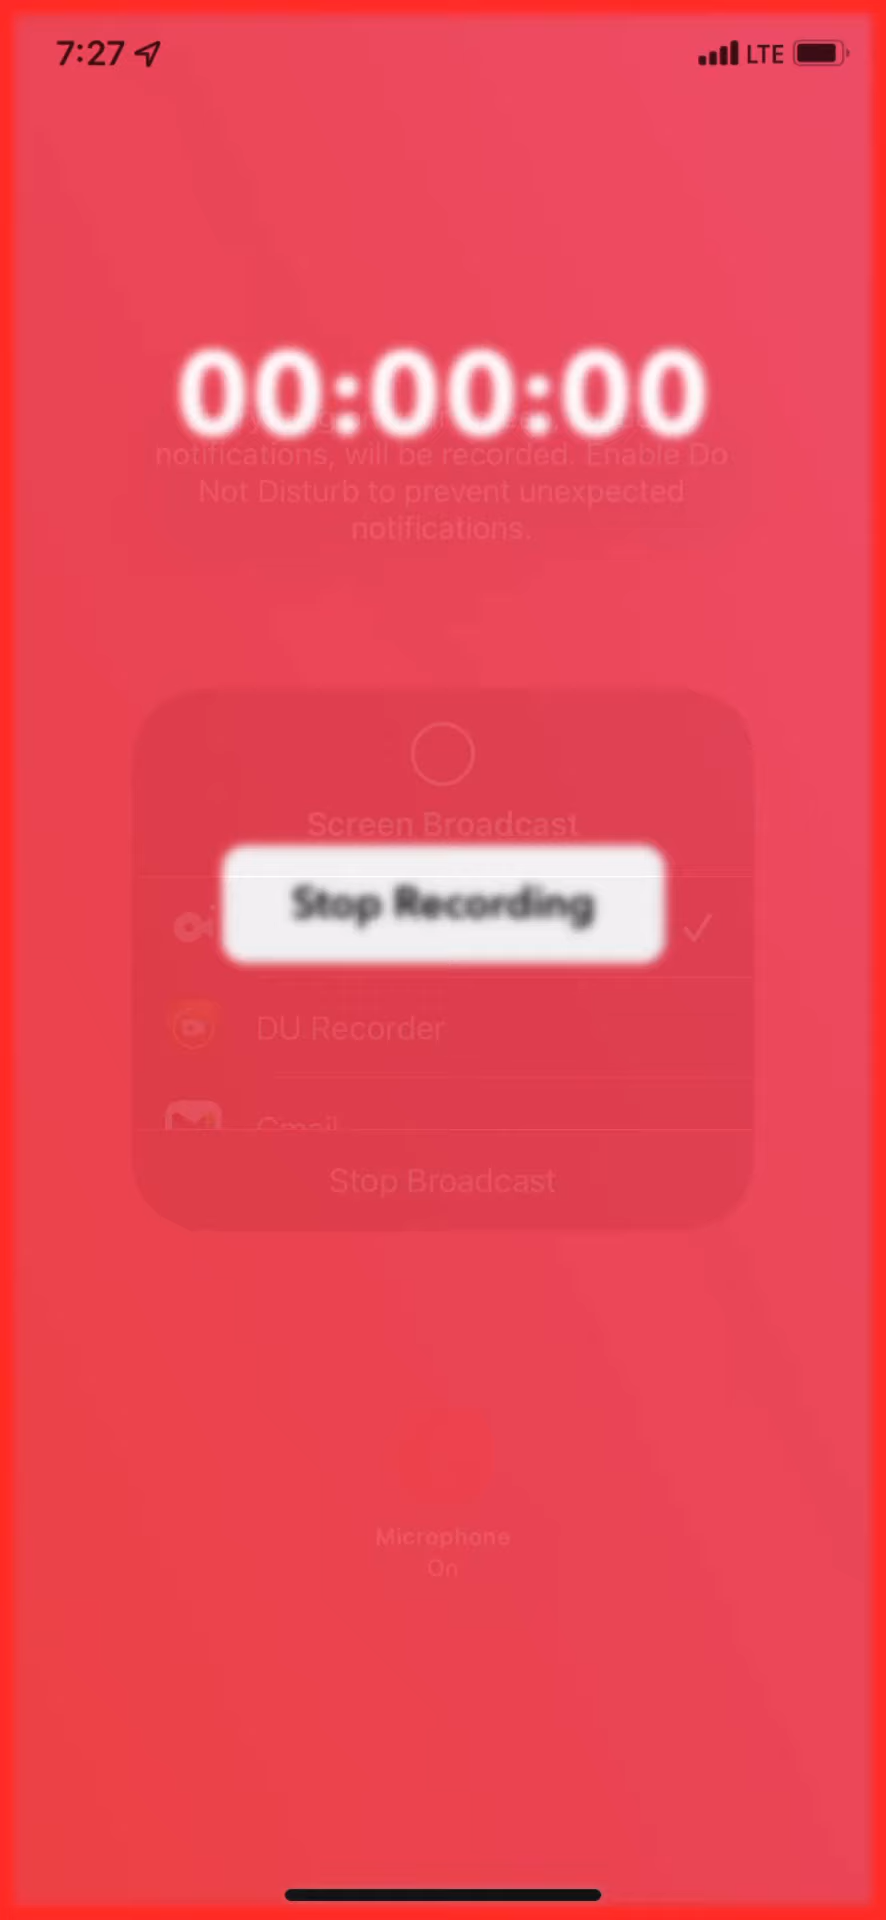 7:27
LTE
00:00:00
notifications, will be recorded. Enable Do
Not Disturb to prevent unexpected
notifications.
Screen Broadcast
Stop Recording
DU Recorder
Gmail
Stop Broadcast
Microphone
On